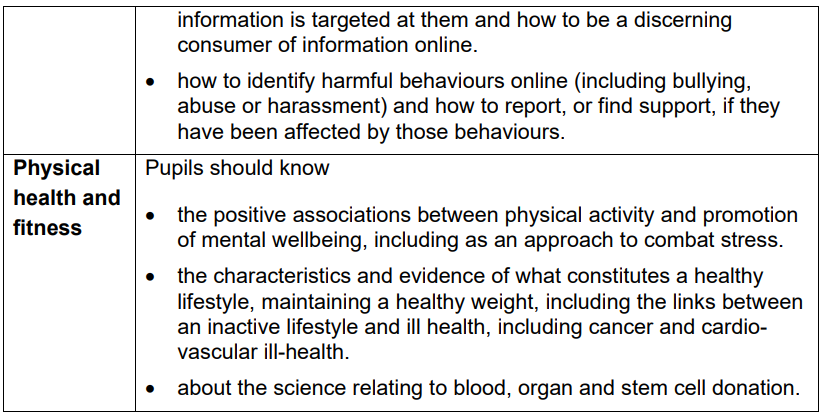 information is targeted at them and how to be a discerning
consumer of information online.
• how to identify harmful behaviours online (including bullying,
abuse or harassment) and how to report, or find support, if they
have been affected by those behaviours.
Physical
health and
fitness
Pupils should know
• the positive associations between physical activity and promotion
of mental wellbeing, including as an approach to combat stress.
• the characteristics and evidence of what constitutes a healthy
lifestyle, maintaining a healthy weight, including the links between
an inactive lifestyle and ill health, including cancer and cardio-
vascular ill-health.
• about the science relating to blood, organ and stem cell donation.